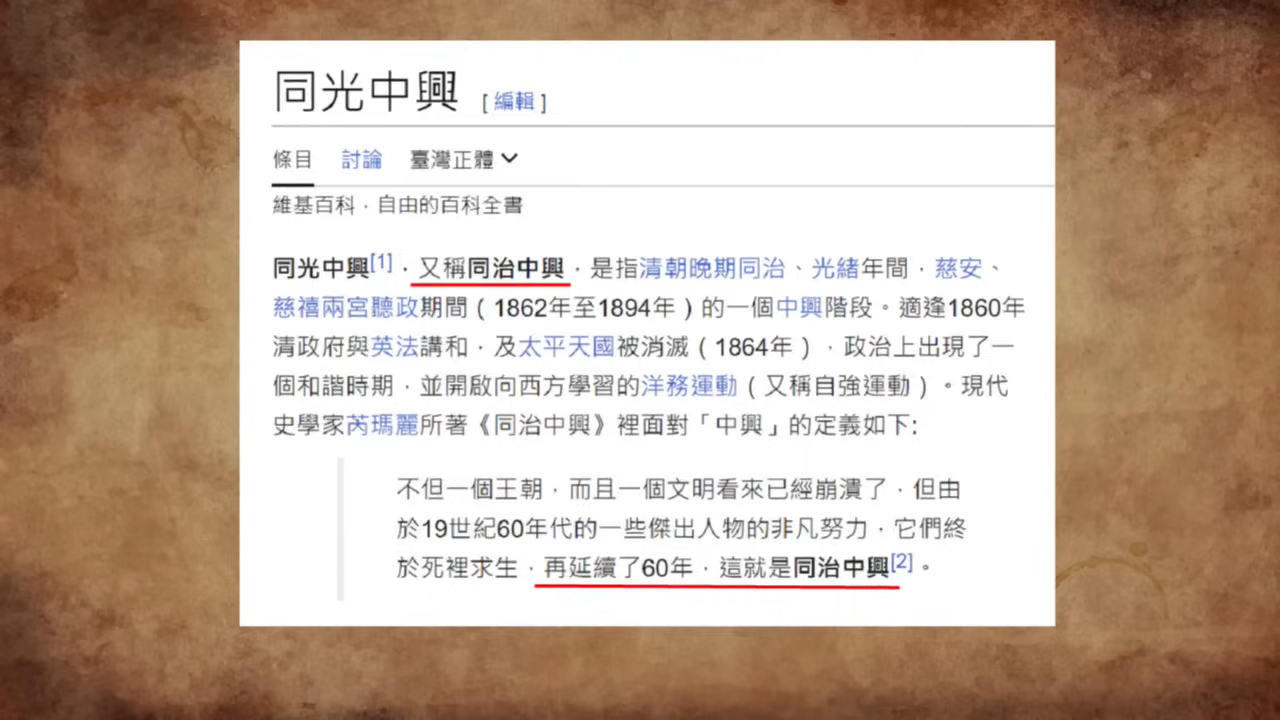 同光中興 [編輯]
條目 討論 臺灣正體
維基百科，自由的百科全書
同光中興[1]，又稱同治中興，是指清朝晚期同治、光緒年間，慈安、
慈禧兩宮聽政期間（1862年至1894年）的一個中興階段。適逢1860年
清政府與英法講和，及太平天國被消滅（1864年），政治上出現了一
個和諧時期，並開啟向西方學習的洋務運動（又稱自強運動）。現代
史學家芮瑪麗所著《同治中興》裡面對「中興」的定義如下:
不但一個王朝，而且一個文明看來已經崩潰了，但由
於19世紀60年代的一些傑出人物的非凡努力，它們終
於死裡求生，再延續了60年，這就是同治中興[2]。